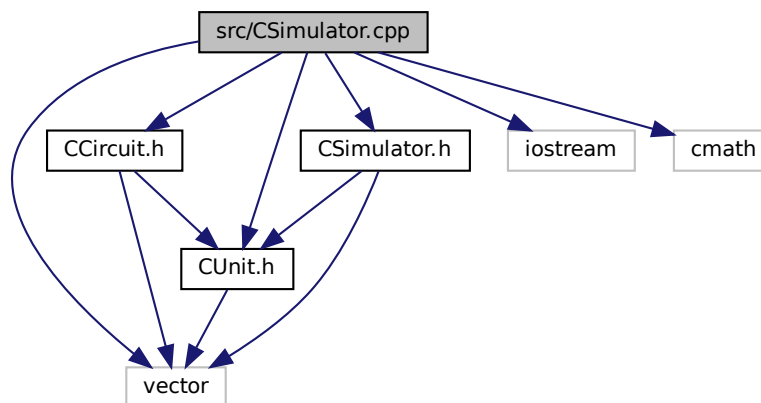 src/CSimulator.cpp
CCircuit.h
CSimulator.h
iostream
cmath
CUnit.h
vector